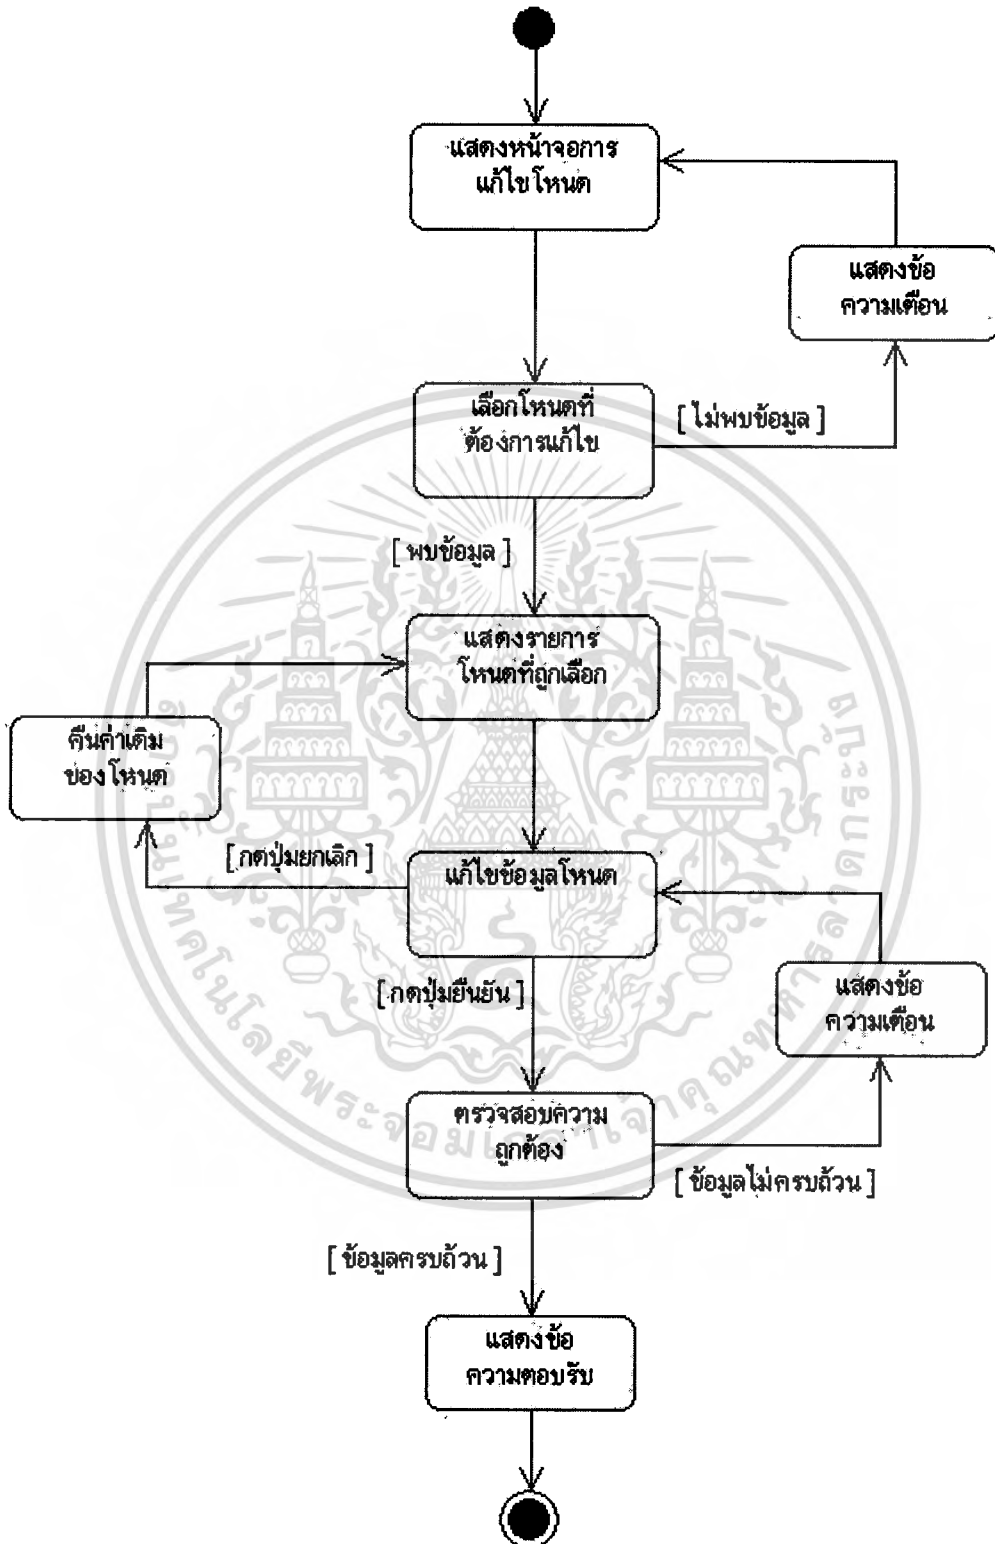 แสดงหน้าจอการ
แก้ไขโหนด
แสดงข้อ
ความเตือน
เลือกโหนดที่
ต้องการแก้ไข
[ ไม่พบข้อมูล ]
[ พบข้อมูล ]
แสดงรายการ
โหนดที่ถูกเลือก
คืนค่าเดิม
ของโหนด
[ กดปุ่มยกเลิก ]
แก้ไขข้อมูลโหนด
[ กดปุ่มยืนยัน ]
แสดงข้อ
ความเตือน
ตรวจสอบความ
ถูกต้อง
[ ข้อมูลไม่ครบถ้วน ]
[ ข้อมูลครบถ้วน ]
แสดงข้อ
ความตอบรับ